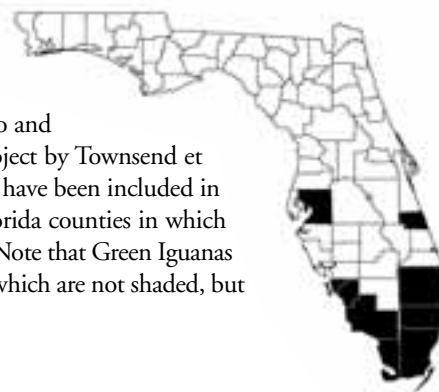 o and
oject by Townsend et
have been included in
orida counties in which
Note that Green Iguanas
which are not shaded, but